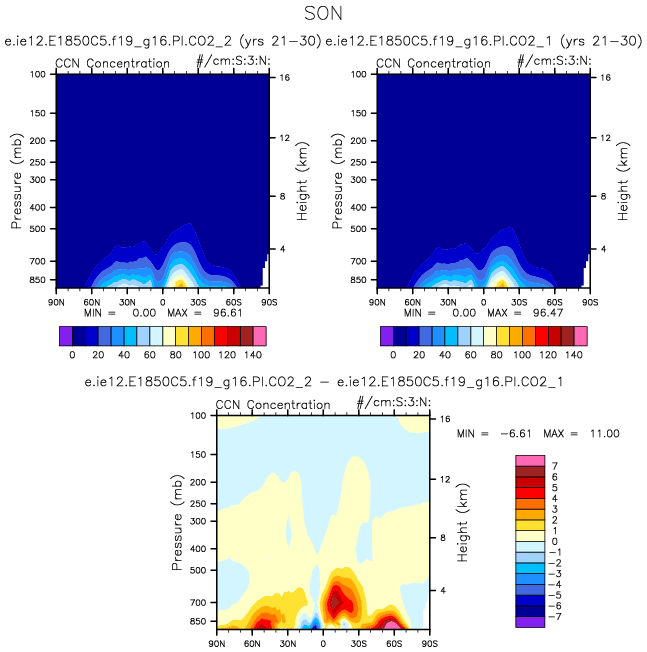 SON
e.ie12.E1850C5.f19_g16.PI.CO2_2 (yrs 21-30) e.ie12.E1850C5.f19_g16.PI.CO2_1 (yrs 21-30)
CCN Concentration #/cm:S:3:N: CCN Concentration #/cm:S:3:N:
Pressure (mb)
100
150
200
250
300
400
500
700
850
16
12
8
4
Height (km)
90N 60N 30N 0 30S 60S 90S
MIN = 0.00 MAX = 96.61
0 20 40 60 80 100 120 140
Pressure (mb)
100
150
200
250
300
400
500
700
850
16
12
8
4
Height (km)
90N 60N 30N 0 30S 60S 90S
MIN = 0.00 MAX = 96.47
0 20 40 60 80 100 120 140
e.ie12.E1850C5.f19_g16.PI.CO2_2 - e.ie12.E1850C5.f19_g16.PI.CO2_1
CCN Concentration #/cm:S:3:N:
Pressure (mb)
100
150
200
250
300
400
500
700
850
16
12
8
4
Height (km)
90N 60N 30N 0 30S 60S 90S
MIN = -6.61 MAX = 11.00
7
6
5
4
3
2
1
0
-1
-2
-3
-4
-5
-6
-7